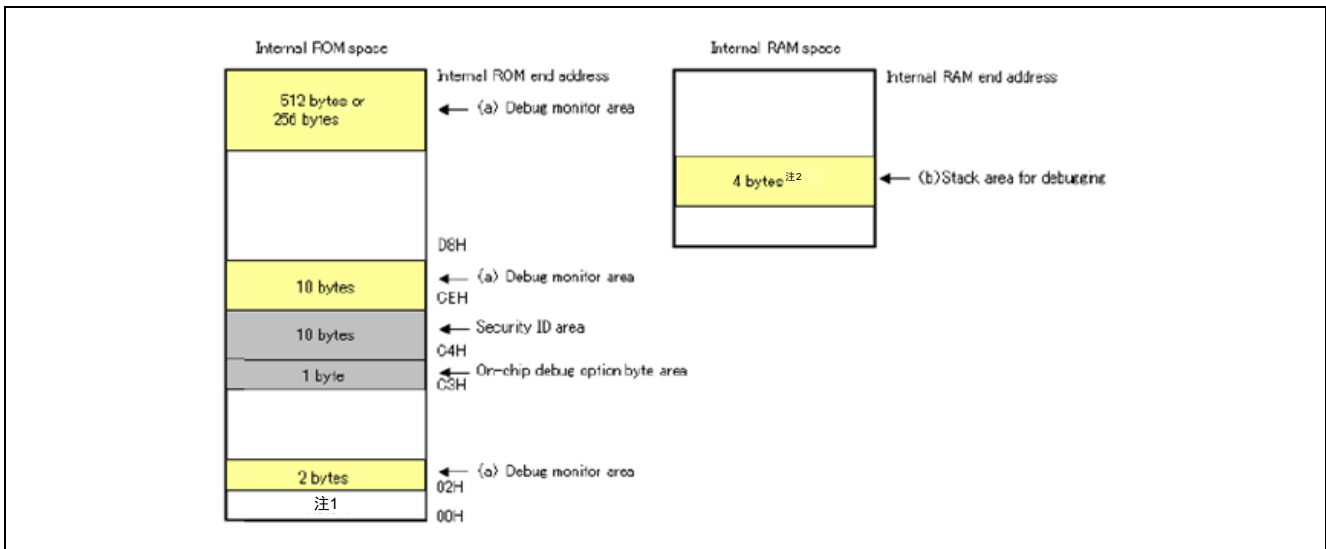 Internal ROM space
Internal ROM end address
512 bytes or
256 bytes
(a) Debug monitor area
D8H
10 bytes
(a) Debug monitor area
CEH
10 bytes
Security ID area
C4H
1 byte
On-chip debug option byte area
C3H
2 bytes
(a) Debug monitor area
02H
注1
00H
Internal RAM space
Internal RAM end address
4 bytes注2
(b)Stack area for debugging